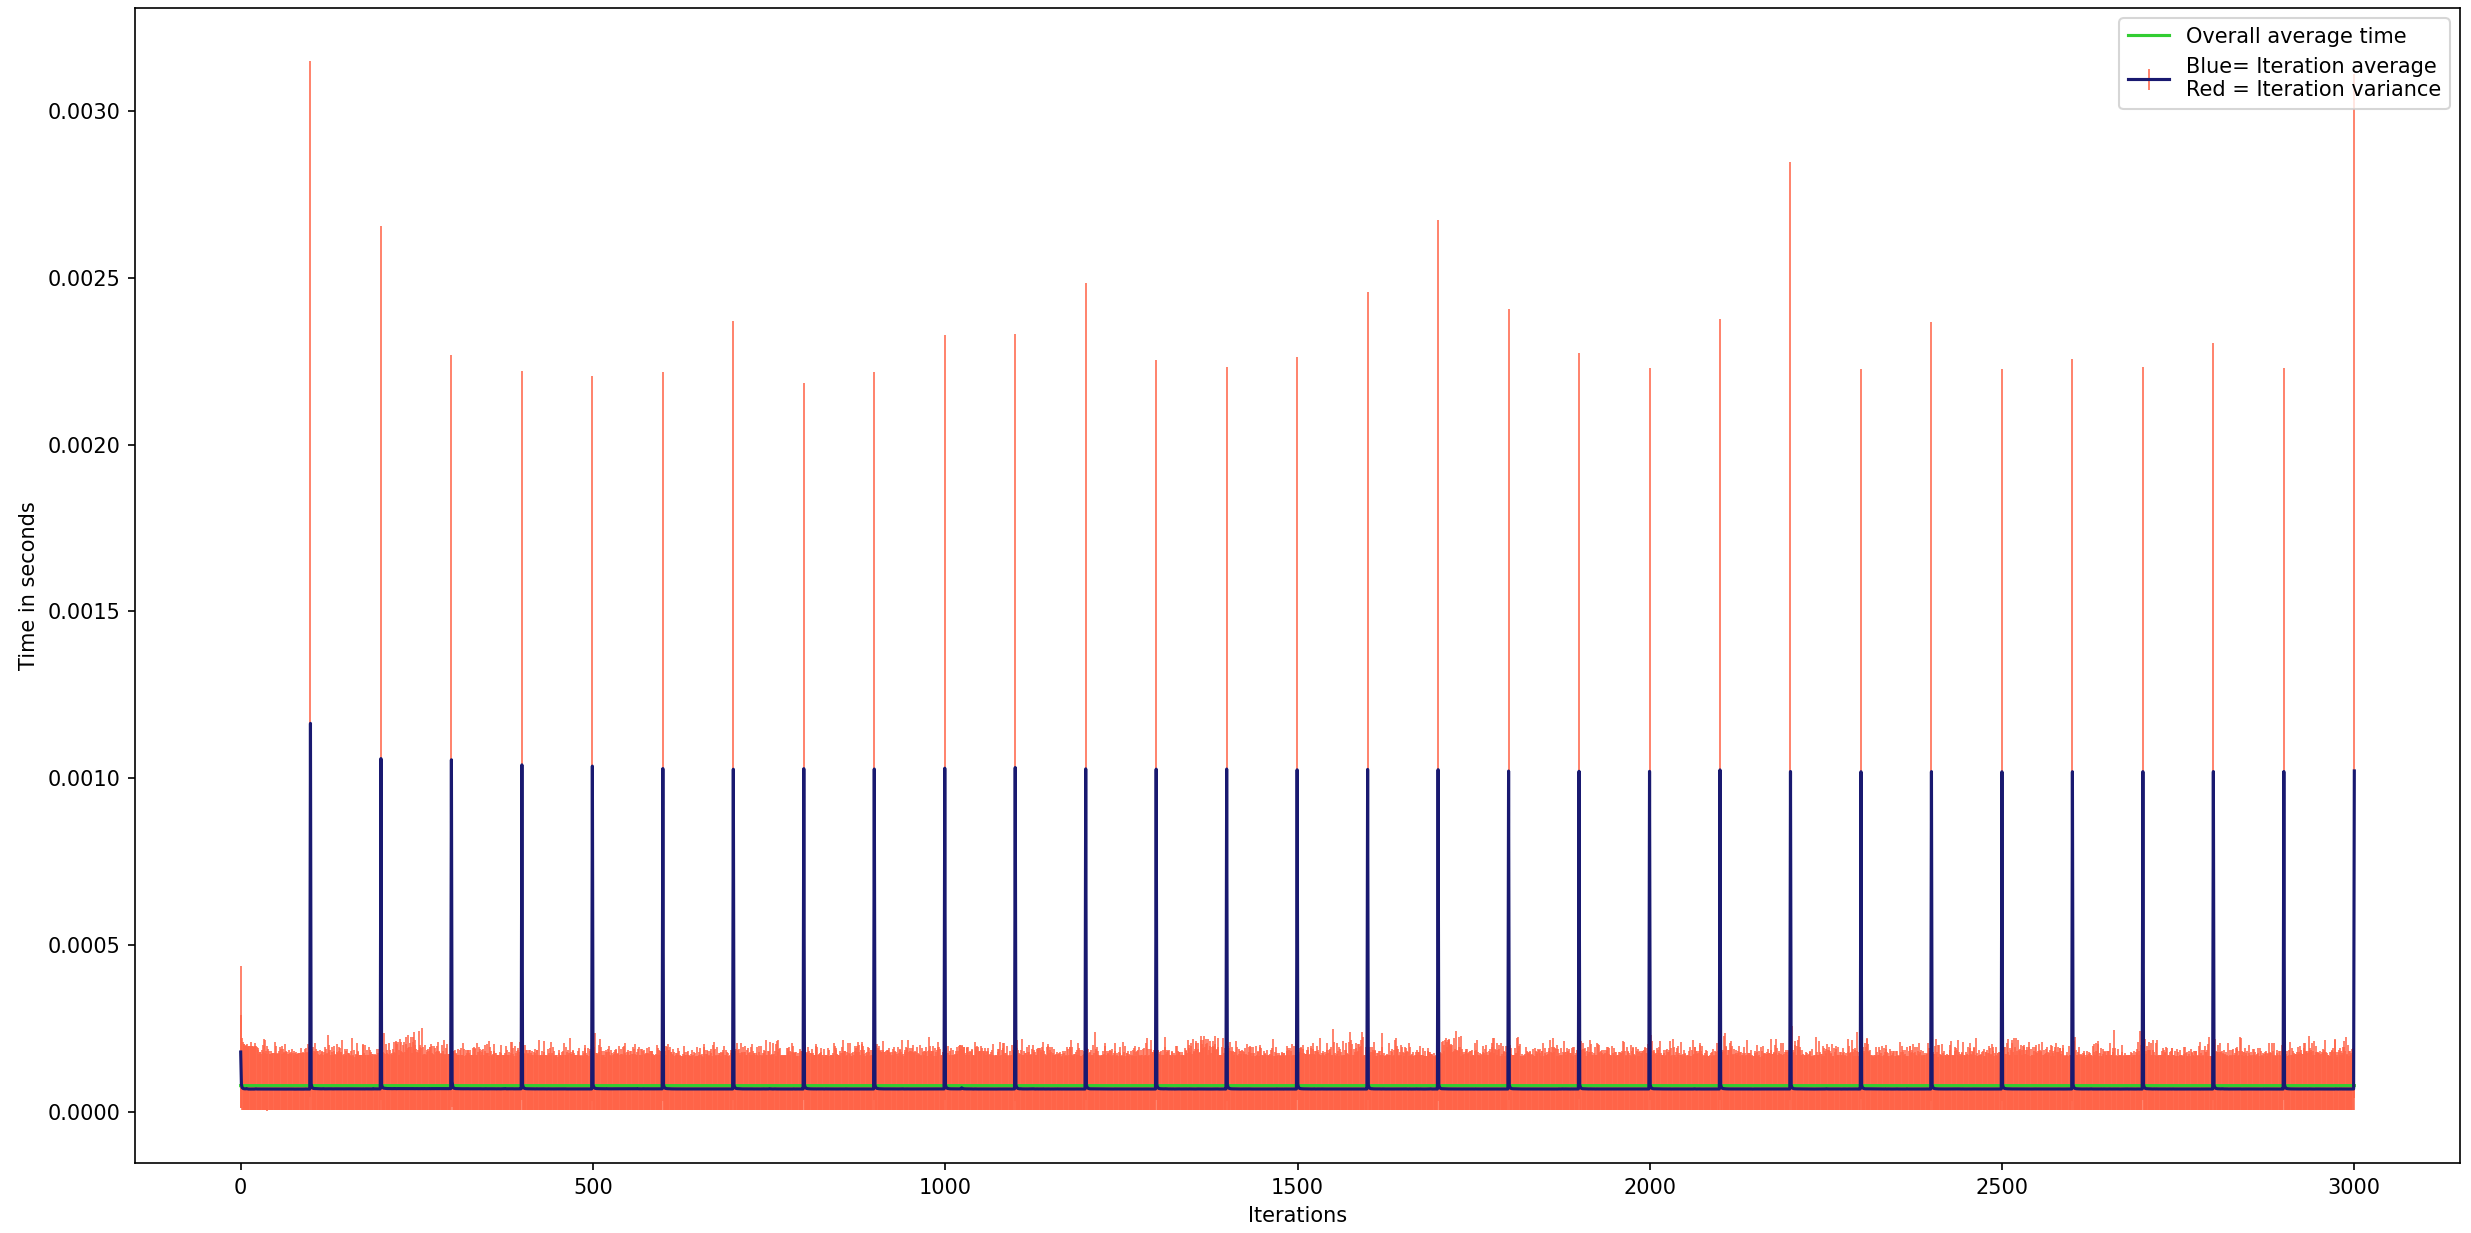 Overall average time
Blue= Iteration average
Red = Iteration variance
0.0030
0.0025
0.0020
0.0015
0.0010
0.0005
0.0000
Time in seconds
0 500 1000 1500 2000 2500 3000
Iterations